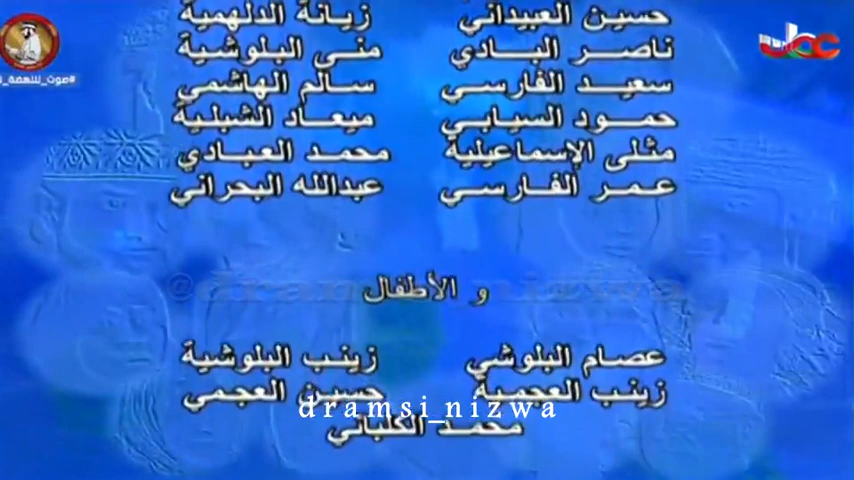 حسين العبيداني زيانة الدلهمية
ناصر البادي منى البلوشية
سعيد الفارسي سالم الهاشمي
حمود السيابي ميعاد الشبلية
مثلى الإسماعيلية محمد العبادي
عمر الفارسي عبدالله البحراني
و الأطفال
@dramsi_nizwa
عصام البلوشي زينب البلوشية
زينب العجمية حسين العجمي
dramsi_nizwa
محمد الكلباني